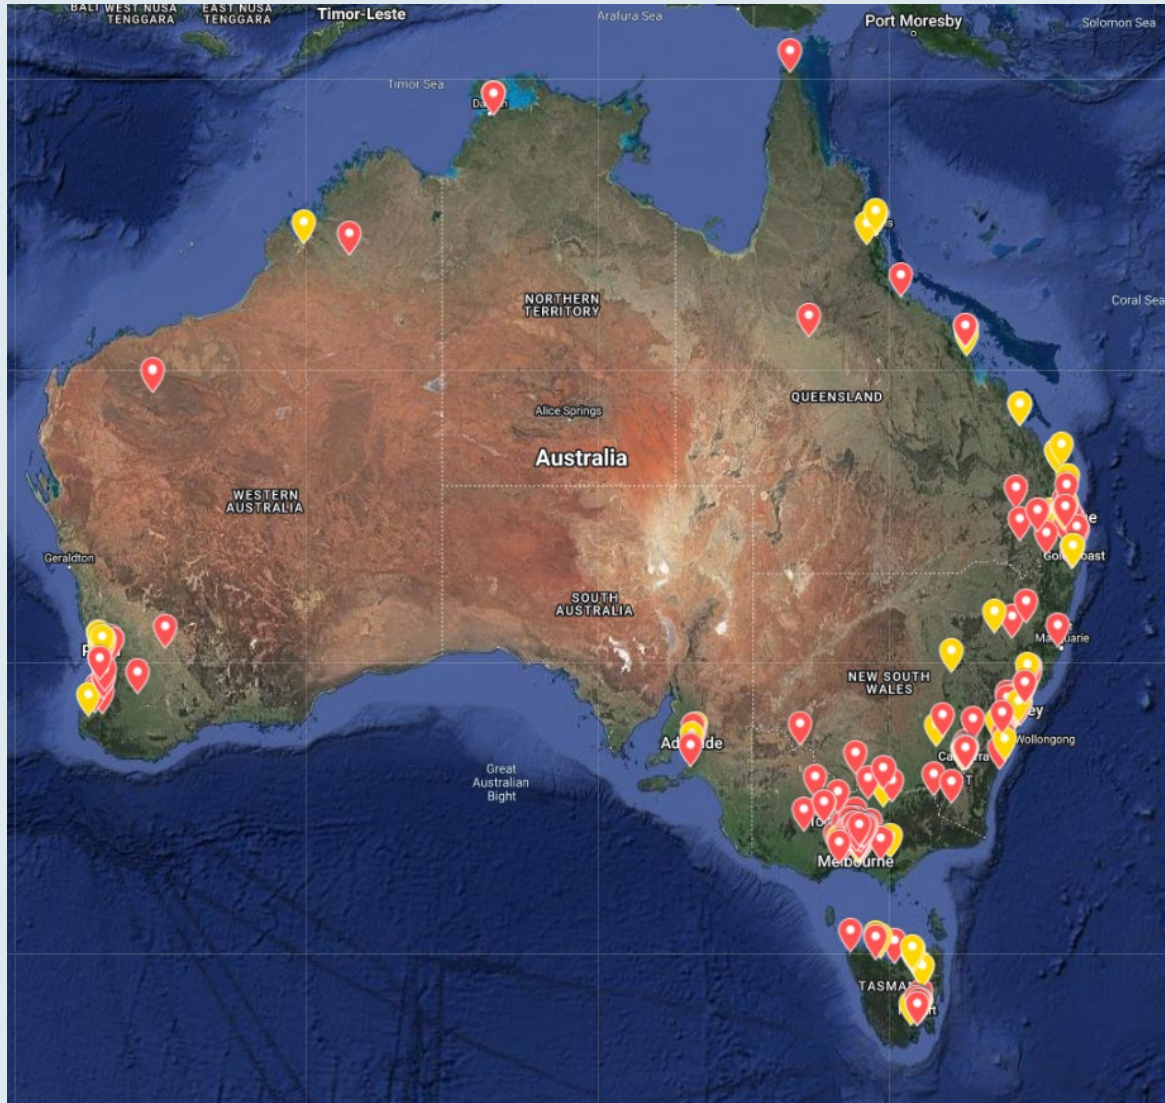 BALI WEST NUSA
TENGGARA
EAST NUSA
TENGGARA
Timor-Leste
Arafura Sea
Port Moresby
Solomon Sea
Timor Sea
NORTHERN
TERRITORY
Coral Sea
QUEENSLAND
Alice Springs
Australia
WESTERN
AUSTRALIA
Geraldton
SOUTH
AUSTRALIA
NEW SOUTH
WALES
Wollongong
Great
Australian
Bight
Melbourne